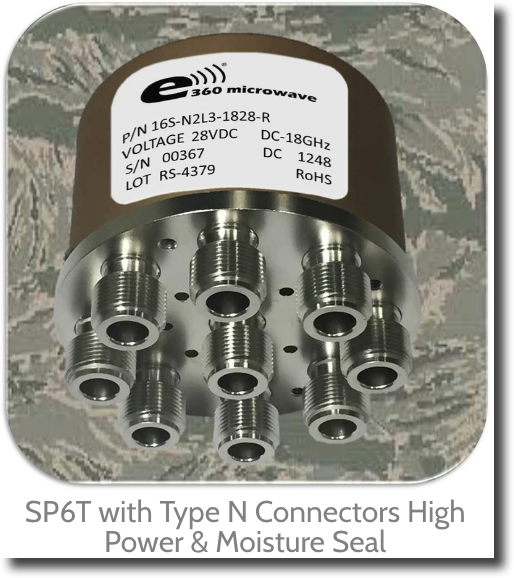 e)))) ®
360 microwave
P/N 16S-N2L3-1828-R
VOLTAGE 28VDC DC-18GHz
S/N 00367 DC 1248
LOT RS-4379 RoHS
SP6T with Type N Connectors High
Power & Moisture Seal